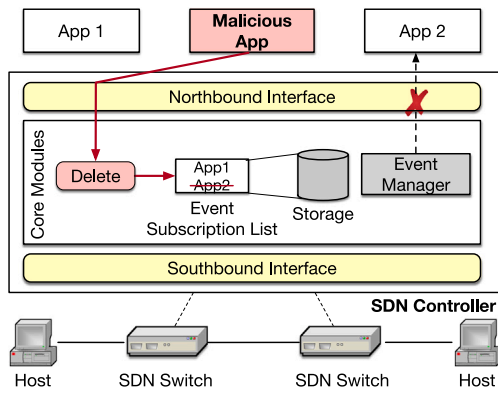 App 1
Malicious
App
App 2
Northbound Interface
Core Modules
Delete
App1
App2
Event
Subscription List
Storage
Event
Manager
Southbound Interface
SDN Controller
Host
SDN Switch
SDN Switch
Host